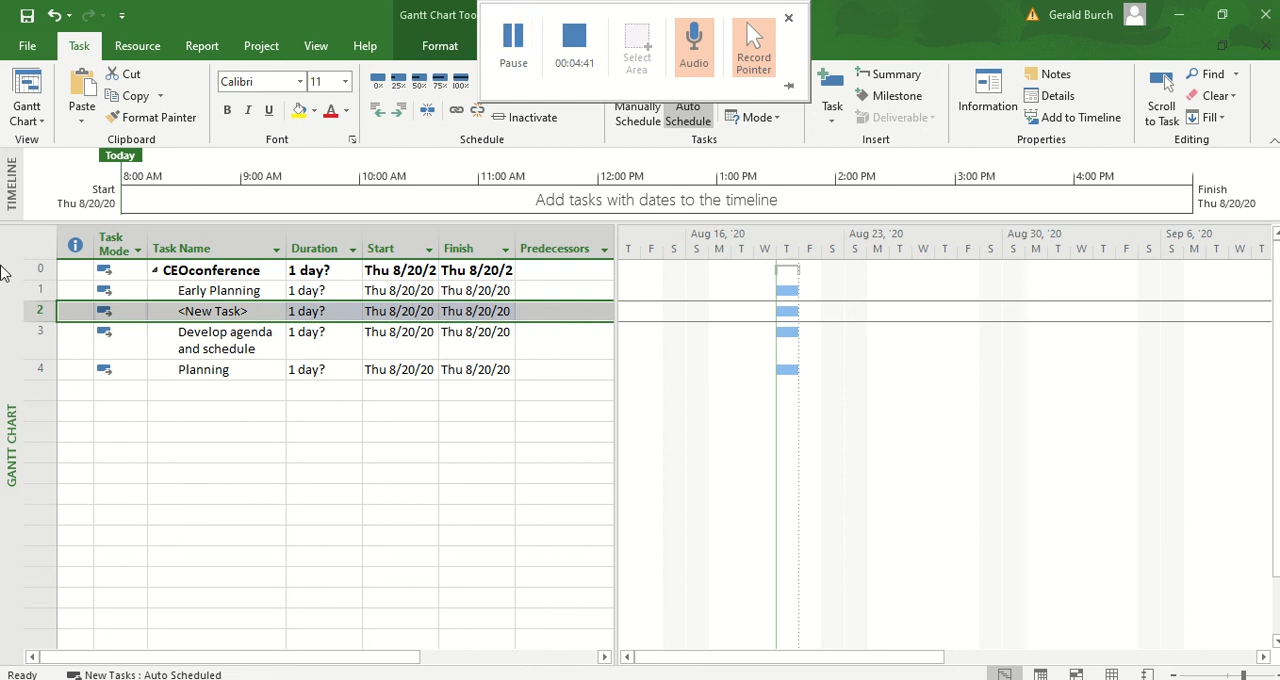 Gantt Chart Too
Gerald Burch
Pause
00:04:41
Select
Area
Audio
Record
Pointer
File
Task
Resource
Report
Project
View
Help
Format
Gantt
Chart
View
Paste
Cut
Copy
Format Painter
Clipboard
Calibri
11
B I U
A
Font
0% 25% 50% 75% 100%
Inactivate
Schedule
Manually
Schedule
Auto
Schedule
Mode
Tasks
Task
Summary
Milestone
Deliverable
Insert
Information
Notes
Details
Add to Timeline
Properties
Scroll
to Task
Find
Clear
Fill
Editing
TIMELINE
Today
8:00 AM 9:00 AM 10:00 AM 11:00 AM 12:00 PM 1:00 PM 2:00 PM 3:00 PM 4:00 PM
Start
Thu 8/20/20
Add tasks with dates to the timeline
Finish
Thu 8/20/20
GANTT CHART
Task
Mode
Task Name
Duration
Start
Finish
Predecessors
Aug 16, '20 Aug 23, '20 Aug 30, '20 Sep 6, '20
T F S S M T W T F S S M T W T F S S M T W T F S S M T W T
0 CEOconference 1 day? Thu 8/20/2 Thu 8/20/2
1 Early Planning 1 day? Thu 8/20/20 Thu 8/20/20
2 <New Task> 1 day? Thu 8/20/20 Thu 8/20/20
3 Develop agenda 1 day? Thu 8/20/20 Thu 8/20/20
and schedule
4 Planning 1 day? Thu 8/20/20 Thu 8/20/20
Ready
New Tasks : Auto Scheduled